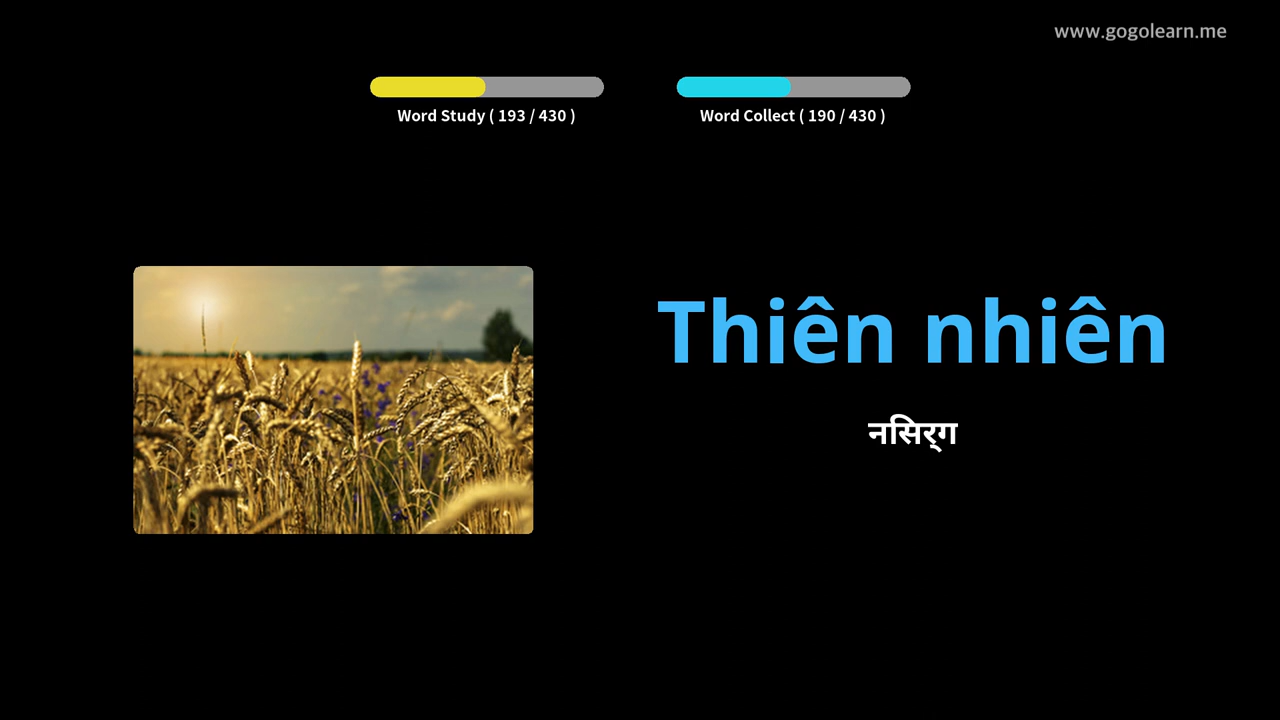 www.gogolearn.me
Word Study ( 193 / 430 )
Word Collect ( 190 / 430 )
Thiên nhiên
नसिर्ग